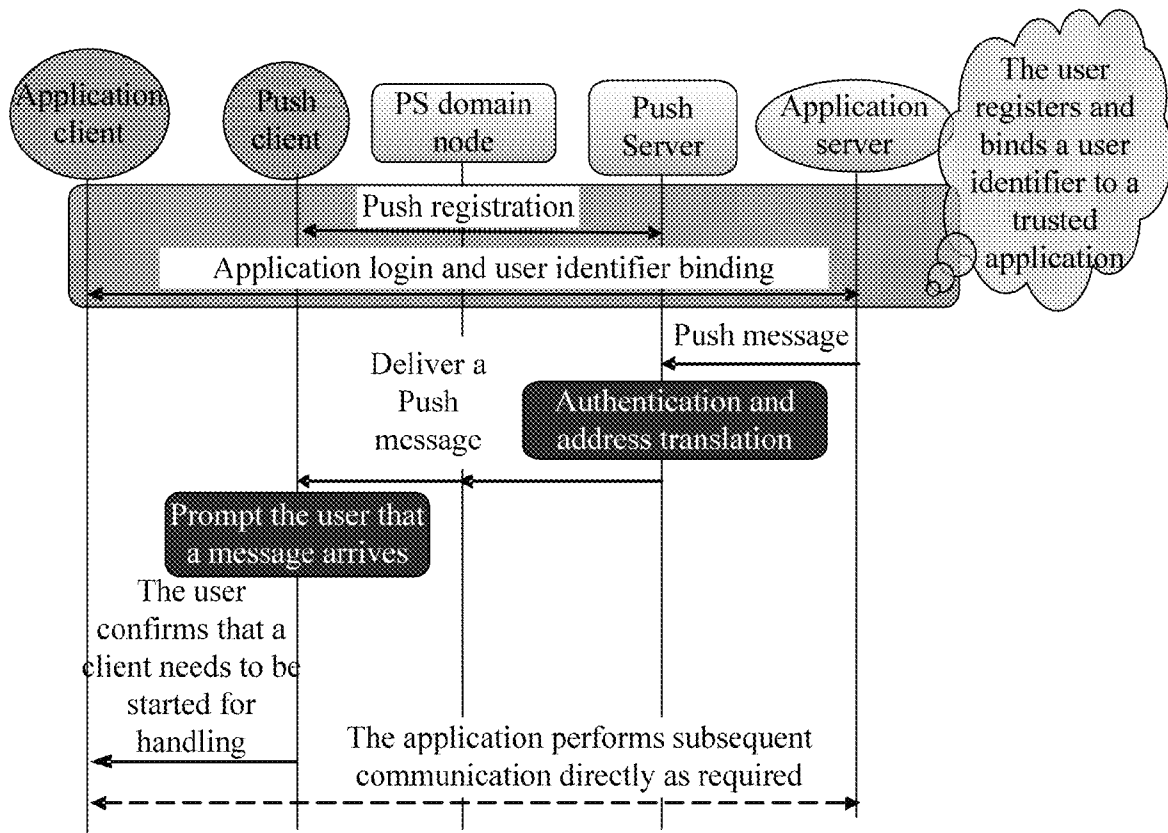 Application
client
Push
client
PS domain
node
Push
Server
Application
server
The user
registers and
binds a user
identifier to a
trusted
application
Push registration
Application login and user identifier binding
Push message
Deliver a
Push
message
Authentication and
address translation
Prompt the user that
a message arrives
The user
confirms that a
client needs to be
started for
handling
The application performs subsequent
communication directly as required